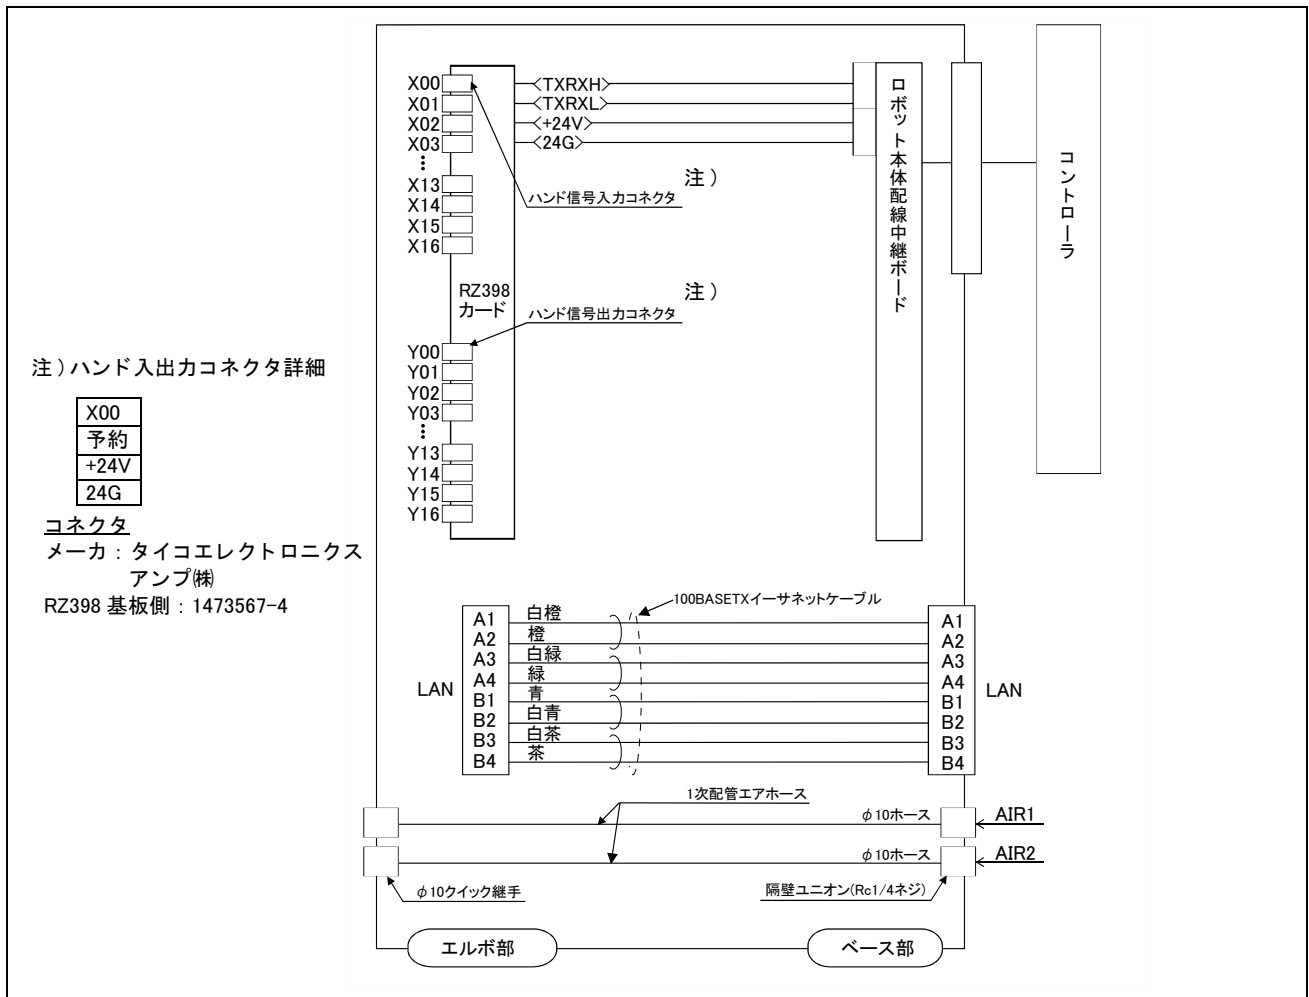 X00
X01
X02
X03
X13
X14
X15
X16
<TXRXH>
<TXRXL>
<+24V>
<24G>
ハンド信号入力コネクタ
注）
RZ398
カード
ハンド信号出力コネクタ
注）
Y00
Y01
Y02
Y03
Y13
Y14
Y15
Y16
ロボット本体配線中継ボード
コントローラ
注）ハンド入出力コネクタ詳細
X00
予約
+24V
24G
コネクタ
メーカ：タイコエレクトロニクス
アンプ㈱
RZ398 基板側：1473567-4
100BASETXイーサネットケーブル
LAN
A1
A2
A3
A4
B1
B2
B3
B4
白橙
橙
白緑
緑
青
白青
白茶
茶
A1
A2
A3
A4
B1
B2
B3
B4
LAN
1次配管エアホース
φ10ホース
AIR1
φ10ホース
AIR2
φ10クイック継手
隔壁ユニオン(Rc1/4ネジ)
エルボ部
ベース部